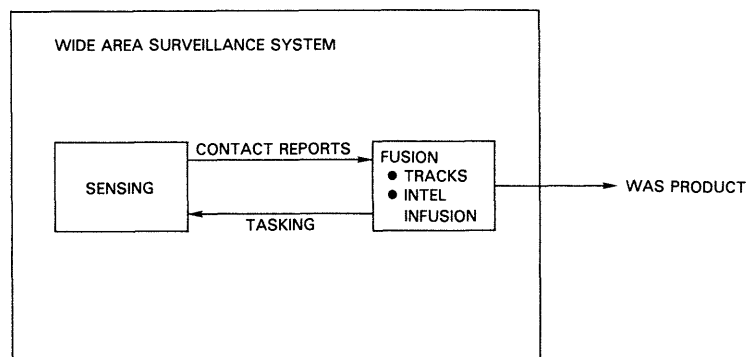 WIDE AREA SURVEILLANCE SYSTEM
CONTACT REPORTS
SENSING
FUSION
● TRACKS
● INTEL
INFUSION
TASKING
WAS PRODUCT